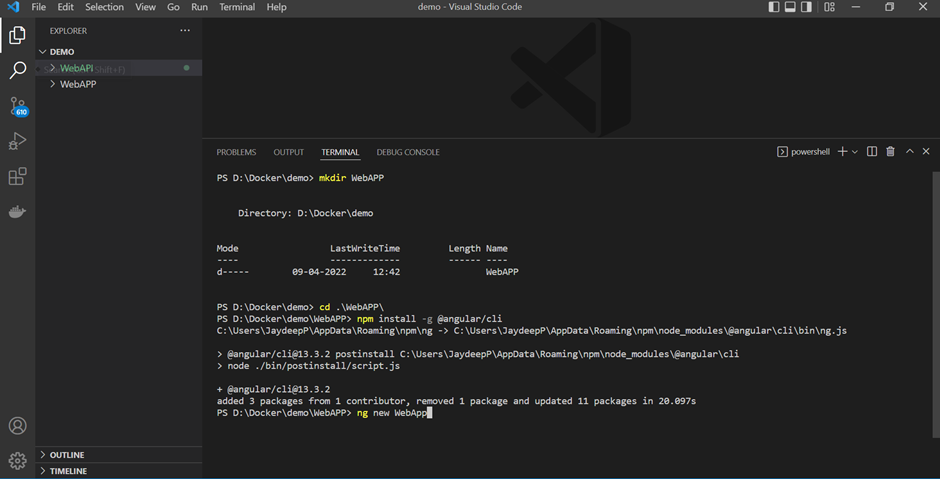 File Edit Selection View Go Run Terminal Help
demo - Visual Studio Code
EXPLORER
DEMO
WebAPI
WebAPP
610
PROBLEMS OUTPUT TERMINAL DEBUG CONSOLE
powershell
PS D:\Docker\demo> mkdir WebAPP
Directory: D:\Docker\demo
Mode LastWriteTime Length Name
---- ------------- ------ ----
d----- 09-04-2022 12:42 WebAPP
PS D:\Docker\demo> cd .\WebAPP\
PS D:\Docker\demo\WebAPP> npm install -g @angular/cli
C:\Users\JaydeepP\AppData\Roaming\npm\ng -> C:\Users\JaydeepP\AppData\Roaming\npm\node_modules\@angular\cli\bin\ng.js
> @angular/cli@13.3.2 postinstall C:\Users\JaydeepP\AppData\Roaming\npm\node_modules\@angular\cli
> node ./bin/postinstall/script.js
+ @angular/cli@13.3.2
added 3 packages from 1 contributor, removed 1 package and updated 11 packages in 20.097s
PS D:\Docker\demo\WebAPP> ng new WebApp
OUTLINE
TIMELINE